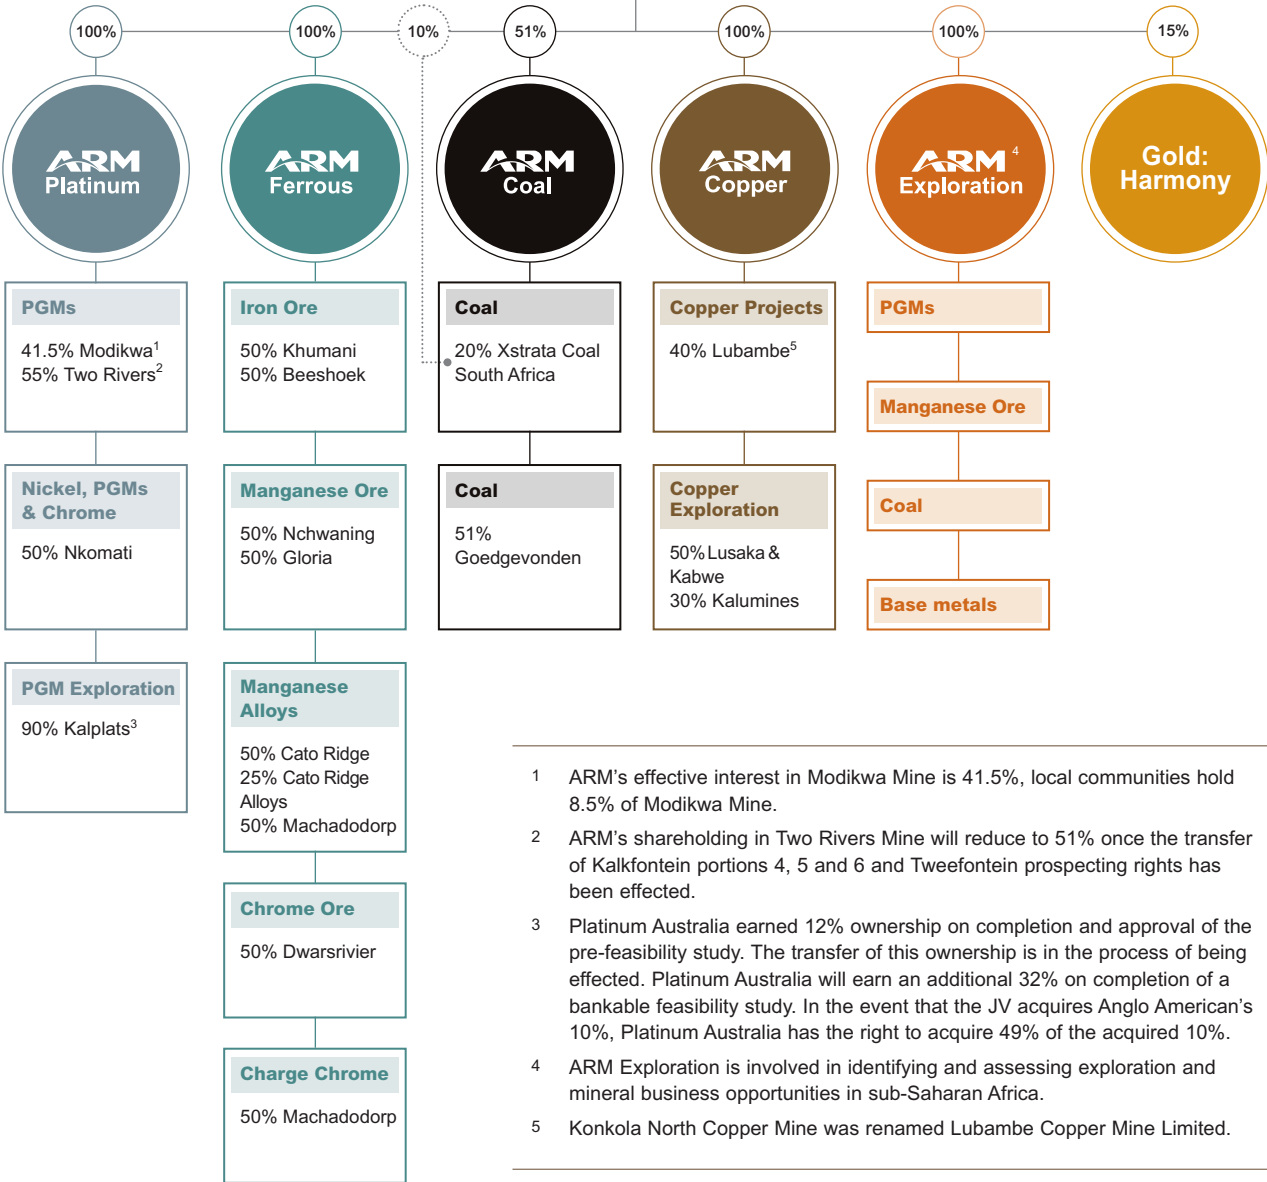 100%
100%
10%
51%
100%
100%
15%
ARM
Platinum
ARM
Ferrous
ARM
Coal
ARM
Copper
ARM 4
Exploration
Gold:
Harmony
PGMs
41.5% Modikwa1
55% Two Rivers2
Nickel, PGMs
& Chrome
50% Nkomati
PGM Exploration
90% Kalplats3
Iron Ore
50% Khumani
50% Beeshoek
Manganese Ore
50% Nchwaning
50% Gloria
Manganese
Alloys
50% Cato Ridge
25% Cato Ridge
Alloys
50% Machadodorp
Chrome Ore
50% Dwarsrivier
Charge Chrome
50% Machadodorp
Coal
20% Xstrata Coal
South Africa
Coal
51%
Goedgevonden
Copper Projects
40% Lubambe5
Copper
Exploration
50% Lusaka &
Kabwe
30% Kalumines
PGMs
Manganese Ore
Coal
Base metals
1 ARM's effective interest in Modikwa Mine is 41.5%, local communities hold
8.5% of Modikwa Mine.
2 ARM's shareholding in Two Rivers Mine will reduce to 51% once the transfer
of Kalkfontein portions 4, 5 and 6 and Tweefontein prospecting rights has
been effected.
3 Platinum Australia earned 12% ownership on completion and approval of the
pre-feasibility study. The transfer of this ownership is in the process of being
effected. Platinum Australia will earn an additional 32% on completion of a
bankable feasibility study. In the event that the JV acquires Anglo American's
10%, Platinum Australia has the right to acquire 49% of the acquired 10%.
4 ARM Exploration is involved in identifying and assessing exploration and
mineral business opportunities in sub-Saharan Africa.
5 Konkola North Copper Mine was renamed Lubambe Copper Mine Limited.